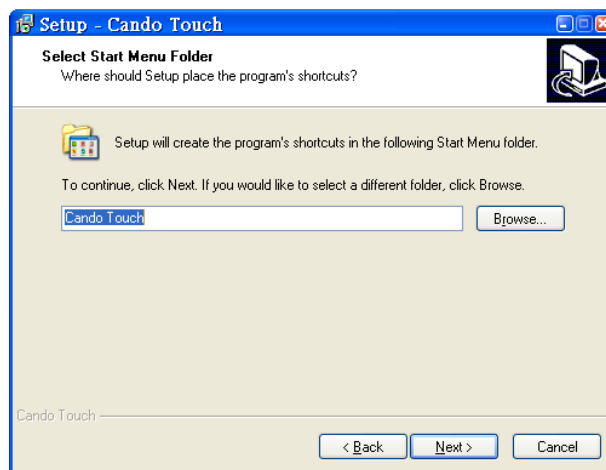 Setup - Cando Touch
Select Start Menu Folder
Where should Setup place the program's shortcuts?
Setup will create the program's shortcuts in the following Start Menu folder.
To continue, click Next. If you would like to select a different folder, click Browse.
Cando Touch
Browse...
Cando Touch
< Back
Next >
Cancel